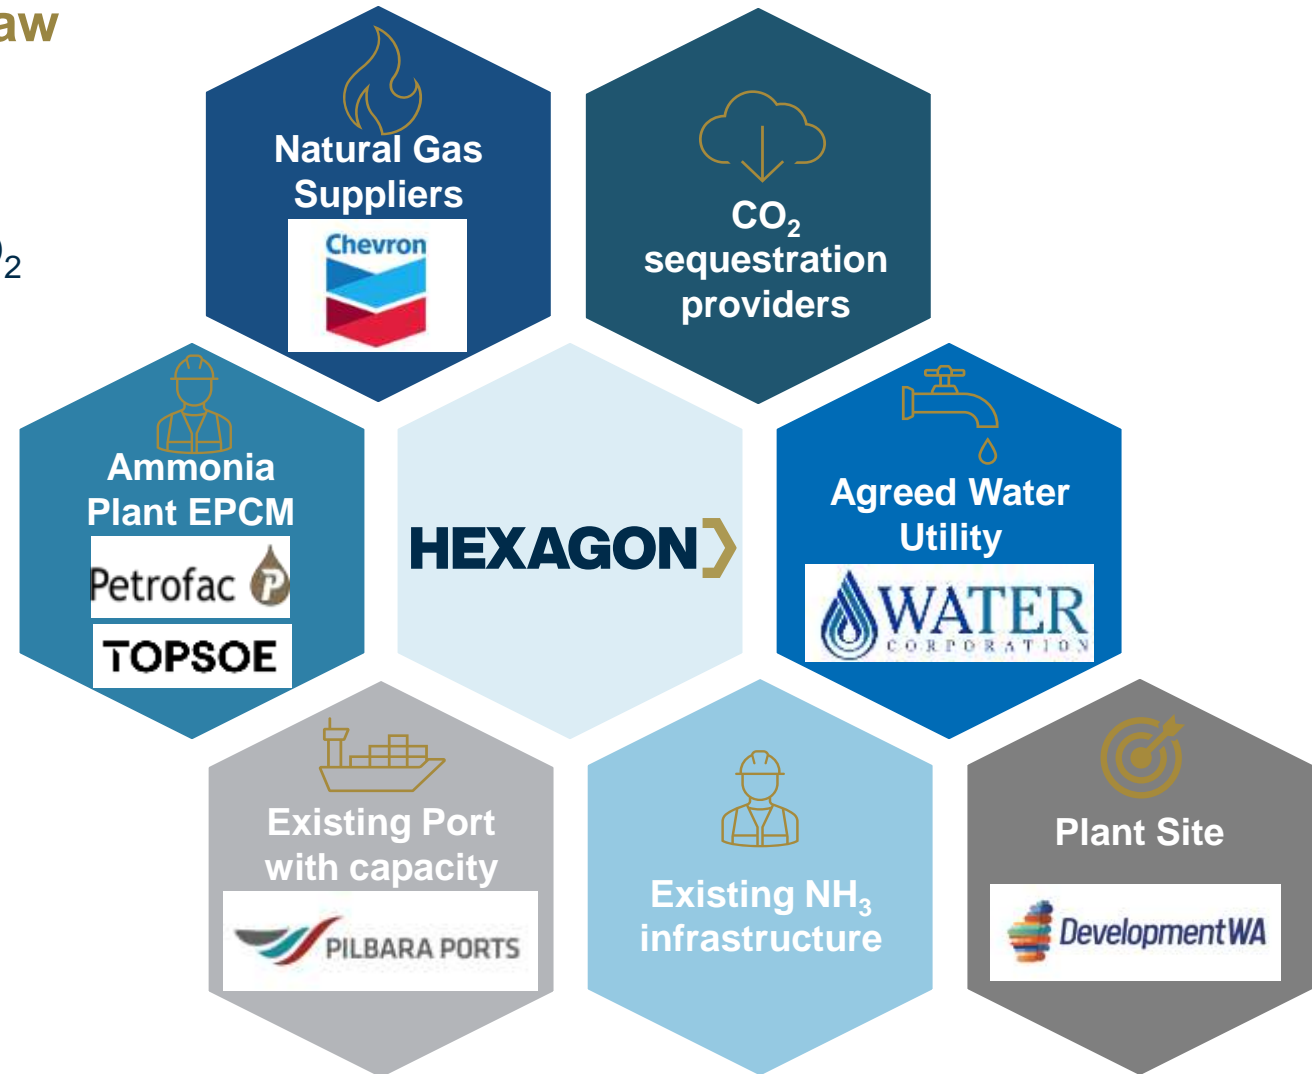 aw
Natural Gas
Suppliers
Chevron
CO₂
sequestration
providers
₂
Ammonia
Plant EPCM
Petrofac
P
TOPSOE
HEXAGON
Agreed Water
Utility
WATER
CORPORATION
Existing Port
with capacity
PILBARA PORTS
Existing NH₃
infrastructure
Plant Site
DevelopmentWA